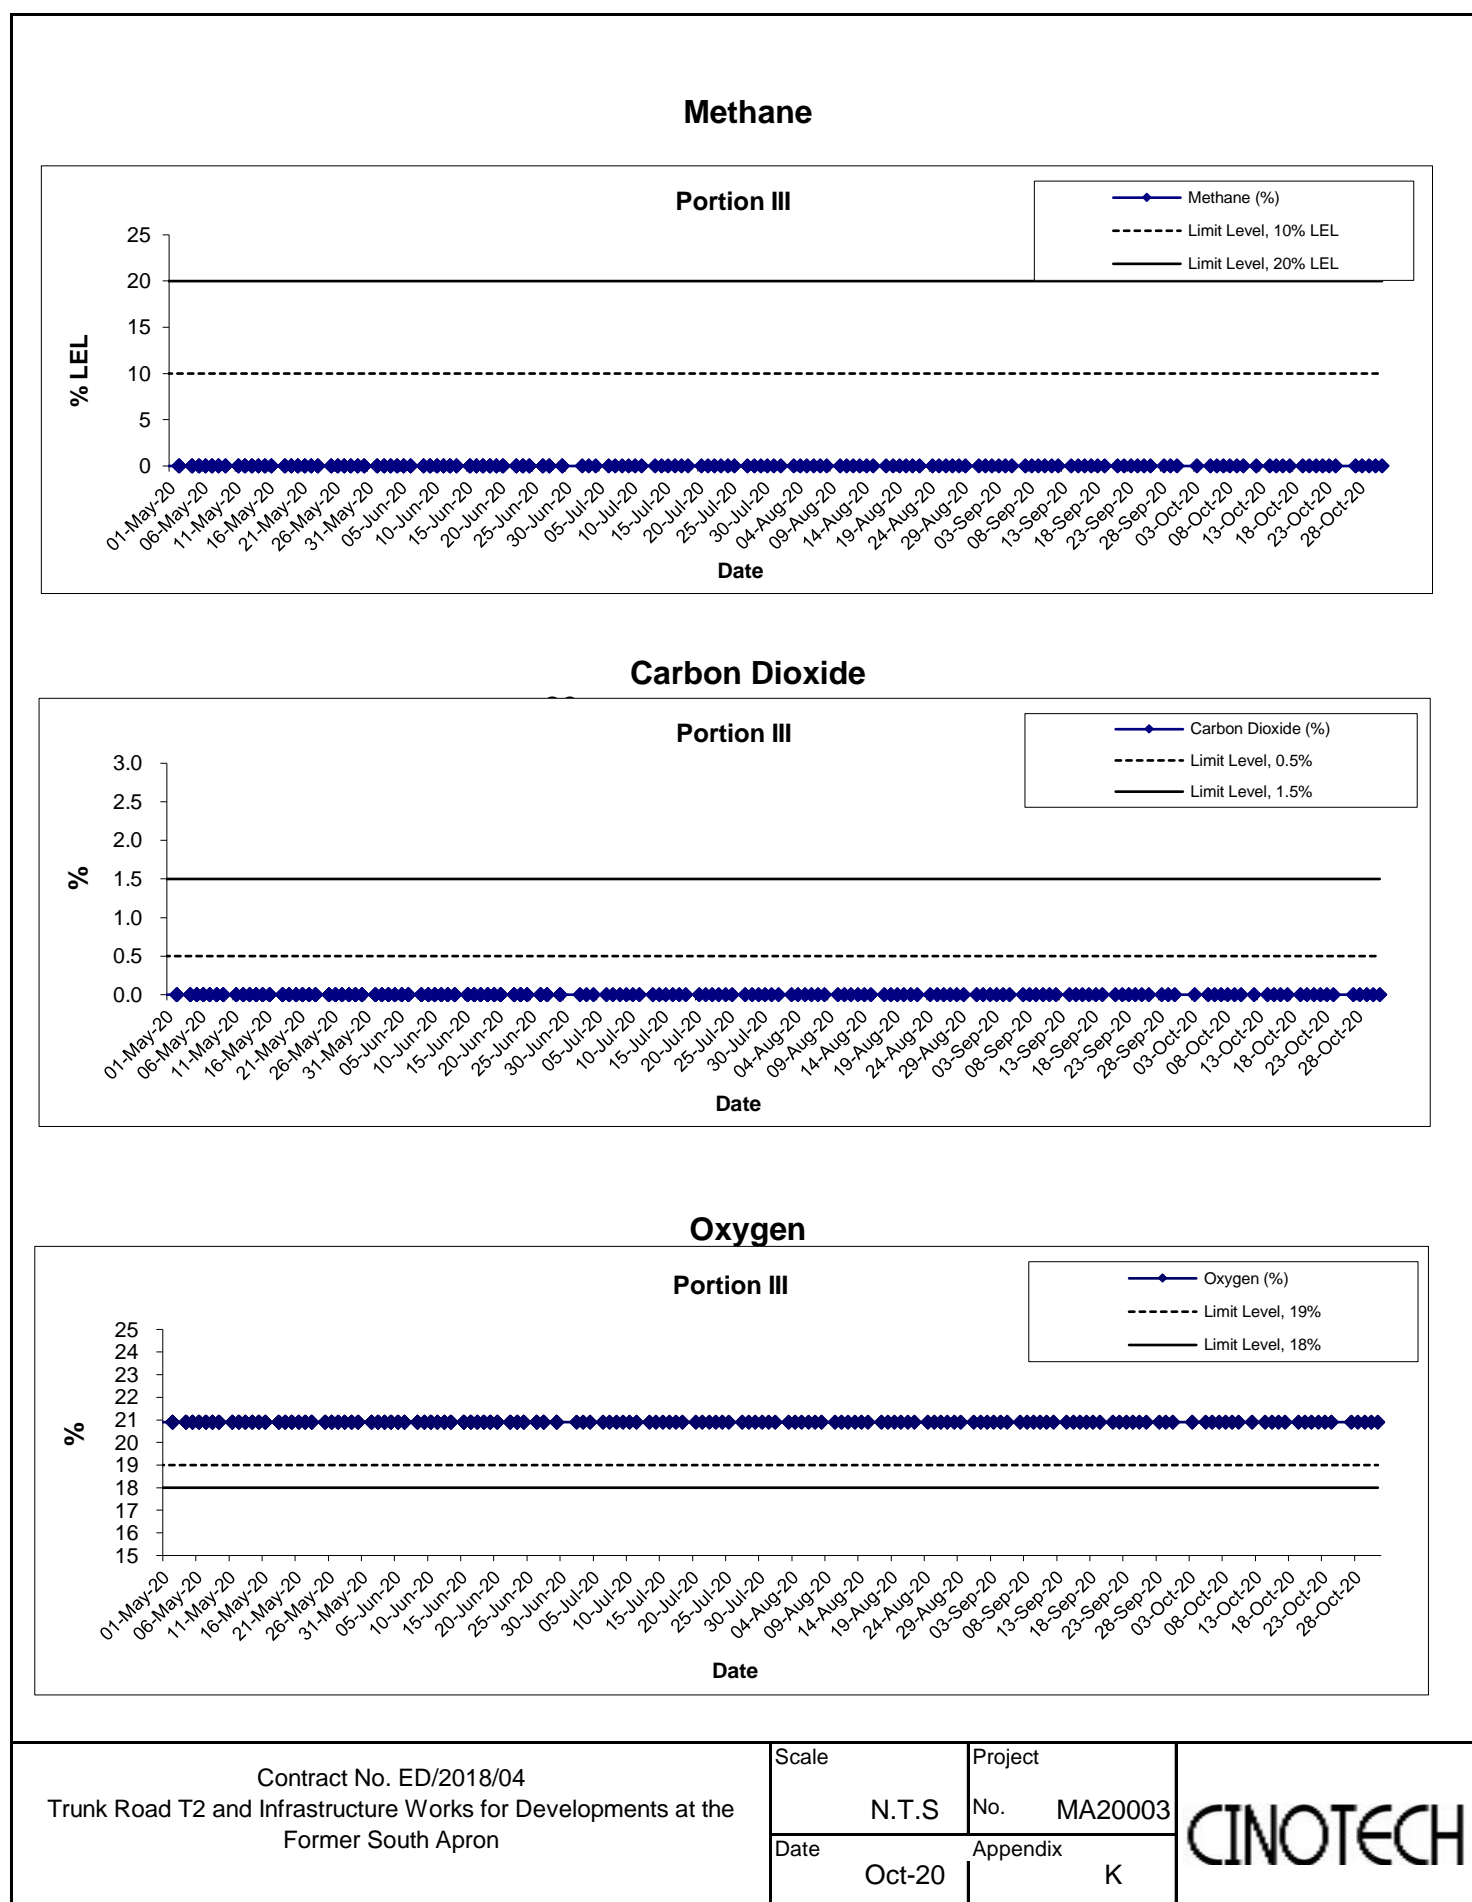 Methane
Portion III
Methane (%)
Limit Level, 10% LEL
Limit Level, 20% LEL
% LEL
25
20
15
10
5
0
01-May-20
06-May-20
11-May-20
16-May-20
21-May-20
26-May-20
31-May-20
05-Jun-20
10-Jun-20
15-Jun-20
20-Jun-20
25-Jun-20
30-Jun-20
05-Jul-20
10-Jul-20
15-Jul-20
20-Jul-20
25-Jul-20
30-Jul-20
04-Aug-20
09-Aug-20
14-Aug-20
19-Aug-20
24-Aug-20
29-Aug-20
03-Sep-20
08-Sep-20
13-Sep-20
18-Sep-20
23-Sep-20
28-Sep-20
03-Oct-20
08-Oct-20
13-Oct-20
18-Oct-20
23-Oct-20
28-Oct-20
Date
Carbon Dioxide
Portion III
Carbon Dioxide (%)
Limit Level, 0.5%
Limit Level, 1.5%
%
3.0
2.5
2.0
1.5
1.0
0.5
0.0
01-May-20
06-May-20
11-May-20
16-May-20
21-May-20
26-May-20
31-May-20
05-Jun-20
10-Jun-20
15-Jun-20
20-Jun-20
25-Jun-20
30-Jun-20
05-Jul-20
10-Jul-20
15-Jul-20
20-Jul-20
25-Jul-20
30-Jul-20
04-Aug-20
09-Aug-20
14-Aug-20
19-Aug-20
24-Aug-20
29-Aug-20
03-Sep-20
08-Sep-20
13-Sep-20
18-Sep-20
23-Sep-20
28-Sep-20
03-Oct-20
08-Oct-20
13-Oct-20
18-Oct-20
23-Oct-20
28-Oct-20
Date
Oxygen
Portion III
Oxygen (%)
Limit Level, 19%
Limit Level, 18%
%
25
24
23
22
21
20
19
18
17
16
15
01-May-20
06-May-20
11-May-20
16-May-20
21-May-20
26-May-20
31-May-20
05-Jun-20
10-Jun-20
15-Jun-20
20-Jun-20
25-Jun-20
30-Jun-20
05-Jul-20
10-Jul-20
15-Jul-20
20-Jul-20
25-Jul-20
30-Jul-20
04-Aug-20
09-Aug-20
14-Aug-20
19-Aug-20
24-Aug-20
29-Aug-20
03-Sep-20
08-Sep-20
13-Sep-20
18-Sep-20
23-Sep-20
28-Sep-20
03-Oct-20
08-Oct-20
13-Oct-20
18-Oct-20
23-Oct-20
28-Oct-20
Date
Contract No. ED/2018/04
Trunk Road T2 and Infrastructure Works for Developments at the
Former South Apron
Scale
N.T.S
Project
No. MA20003
Date
Oct-20
Appendix
K
CINOTECH